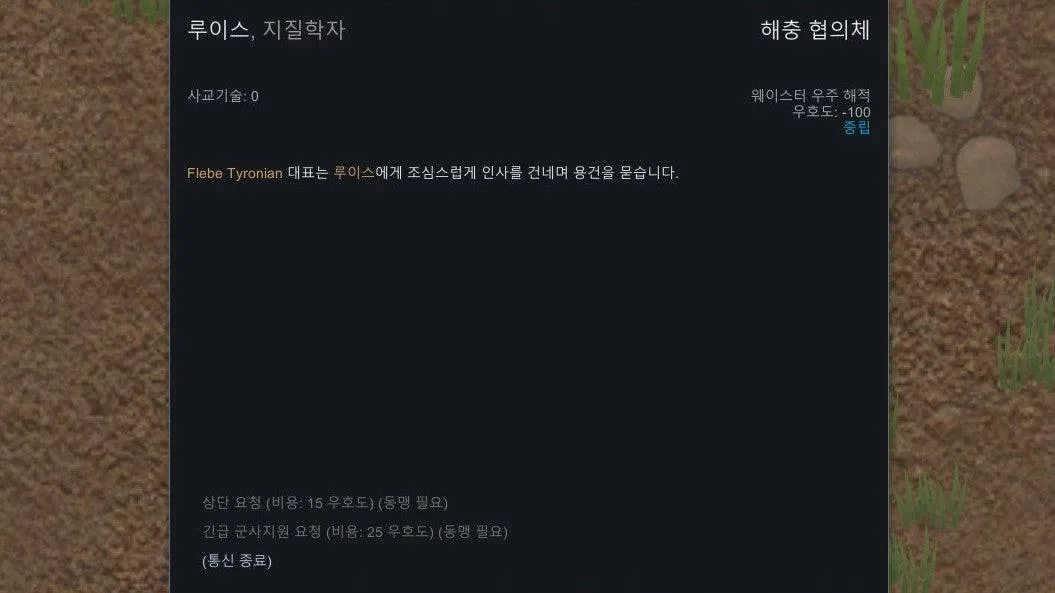 루이스, 지질학자
해충 협의체
사교기술: 0
웨이스터 우주 해적
우호도: -100
중립
Flebe Tyronian 대표는 루이스에게 조심스럽게 인사를 건네며 용건을 묻습니다.
상단 요청 (비용: 15 우호도) (동맹 필요)
긴급 군사지원 요청 (비용: 25 우호도) (동맹 필요)
(통신 종료)